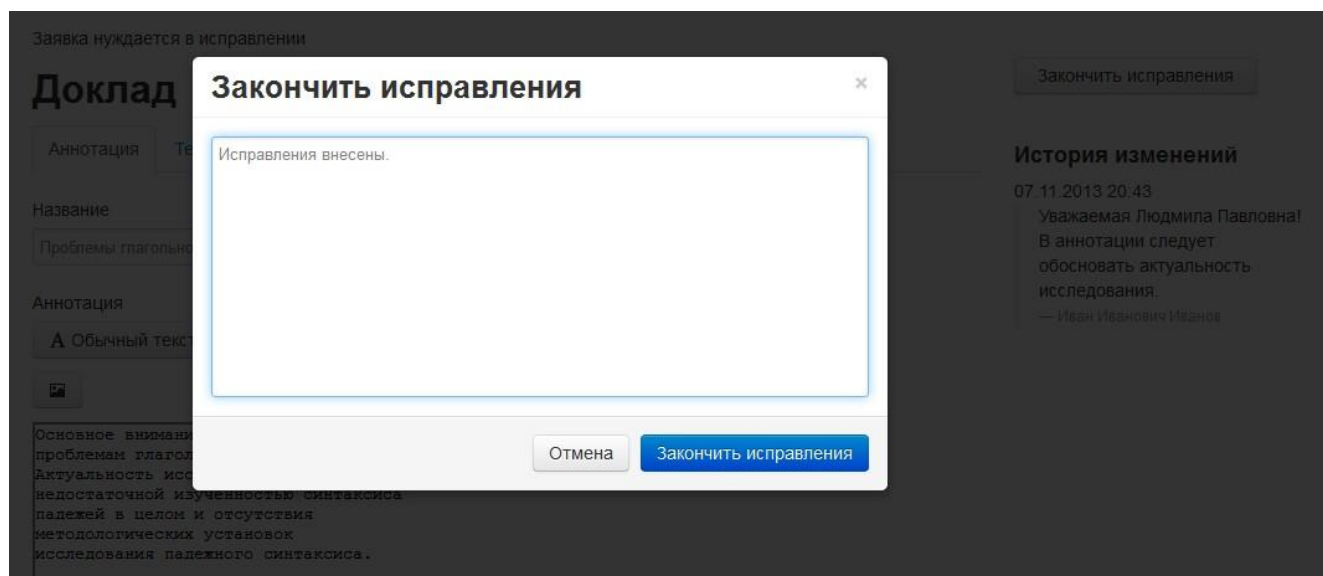 Заявка нуждается в исправлении
Доклад
Аннотация Те
Название
Проблемы глагольно
Аннотация
A Обычный текст
Основное внимани
проблемам глагол
Актуальность исс
недостаточной изученностью синтаксиса
падежей в целом и отсутствия
методологических установок
исследования падежного синтаксиса.
Закончить исправления
×
Исправления внесены.
Отмена Закончить исправления
Закончить исправления
История изменений
07.11.2013 20:43
Уважаемая Людмила Павловна!
В аннотации следует
обосновать актуальность
исследования.
— Иван Иванович Иванов